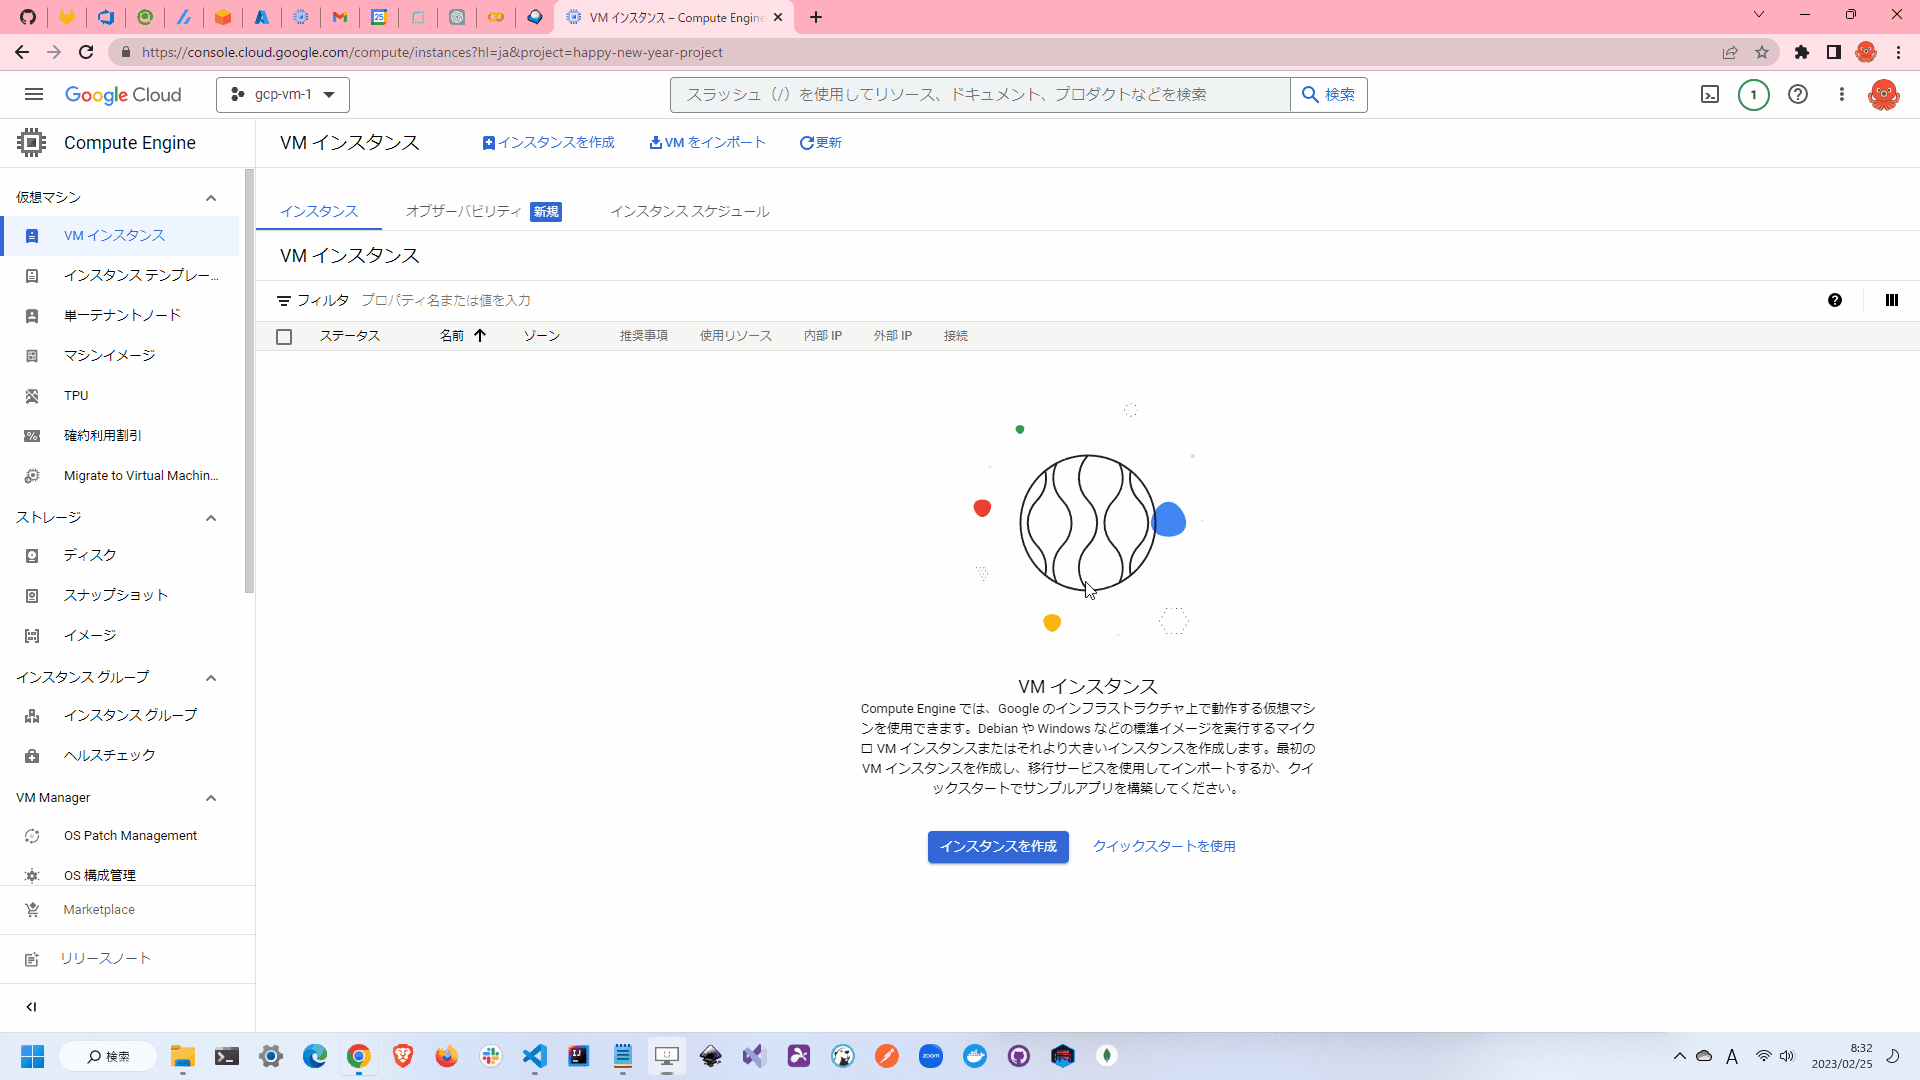 VM インスタンス – Compute Engine
https://console.cloud.google.com/compute/instances?hl=ja&project=happy-new-year-project
Google Cloud
gcp-vm-1
スラッシュ（/）を使用してリソース、ドキュメント、プロダクトなどを検索
検索
1
Compute Engine
VM インスタンス
インスタンスを作成
VM をインポート
更新
仮想マシン
VM インスタンス
インスタンス テンプレー...
単一テナントノード
マシンイメージ
TPU
確約利用割引
Migrate to Virtual Machin...
ストレージ
ディスク
スナップショット
イメージ
インスタンス グループ
インスタンス グループ
ヘルスチェック
VM Manager
OS Patch Management
OS 構成管理
Marketplace
リリースノート
インスタンス
オブザーバビリティ 新規
インスタンス スケジュール
VM インスタンス
フィルタ プロパティ名または値を入力
ステータス 名前 ゾーン 推奨事項 使用リソース 内部 IP 外部 IP 接続
VM インスタンス
Compute Engine では、Google のインフラストラクチャ上で動作する仮想マシ
ンを使用できます。Debian や Windows などの標準イメージを実行するマイク
ロ VM インスタンスまたはそれより大きいインスタンスを作成します。最初の
VM インスタンスを作成し、移行サービスを使用してインポートするか、クイ
ックスタートでサンプルアプリを構築してください。
インスタンスを作成
クイックスタートを使用
検索
zoom
A
8:32
2023/02/25